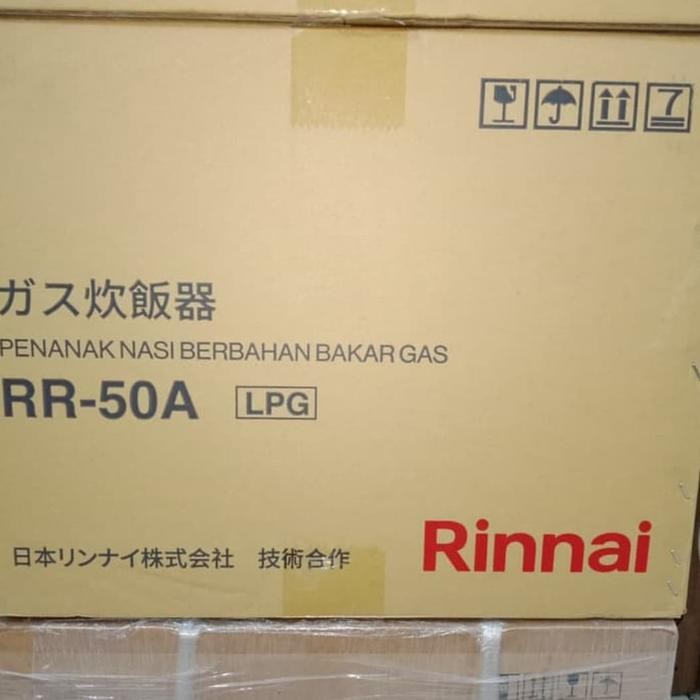 7
ガス炊飯器
PENANAK NASI BERBAHAN BAKAR GAS
RR-50A LPG
日本リンナイ株式会社 技術合作
Rinnai